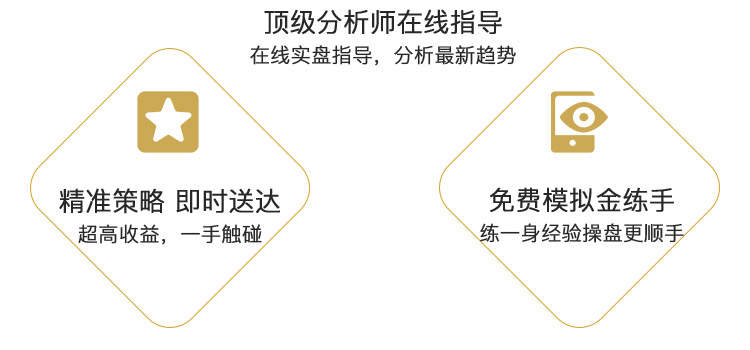 顶级分析师在线指导
在线实盘指导，分析最新趋势
精准策略 即时送达
超高收益，一手触碰
免费模拟金练手
练一身经验操盘更顺手